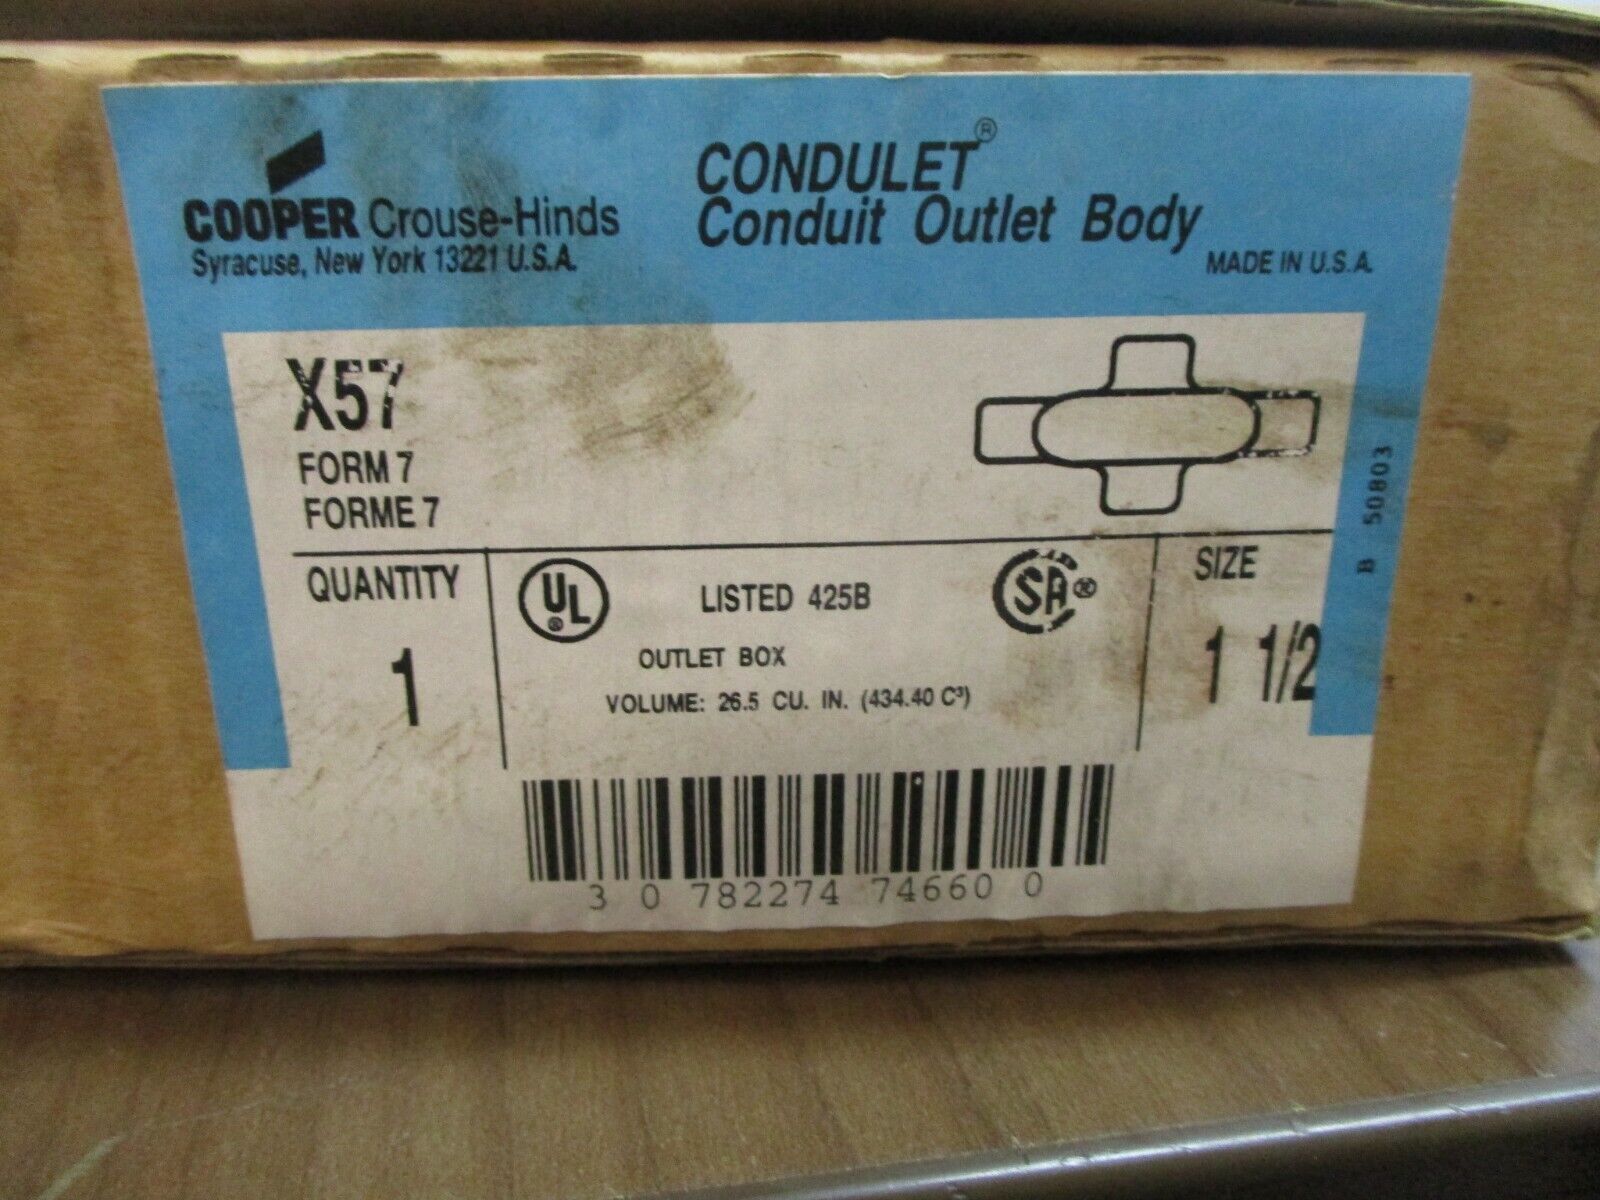 COOPER Crouse-Hinds
Syracuse, New York 13221 U.S.A.
CONDULET®
Conduit Outlet Body
MADE IN U.S.A.
X57
FORM 7
FORME 7
B 50803
QUANTITY
1
UL®
LISTED 425B
SA®
OUTLET BOX
VOLUME: 26.5 CU. IN. (434.40 C³)
SIZE
1 1/2
3 0 782274 74660 0